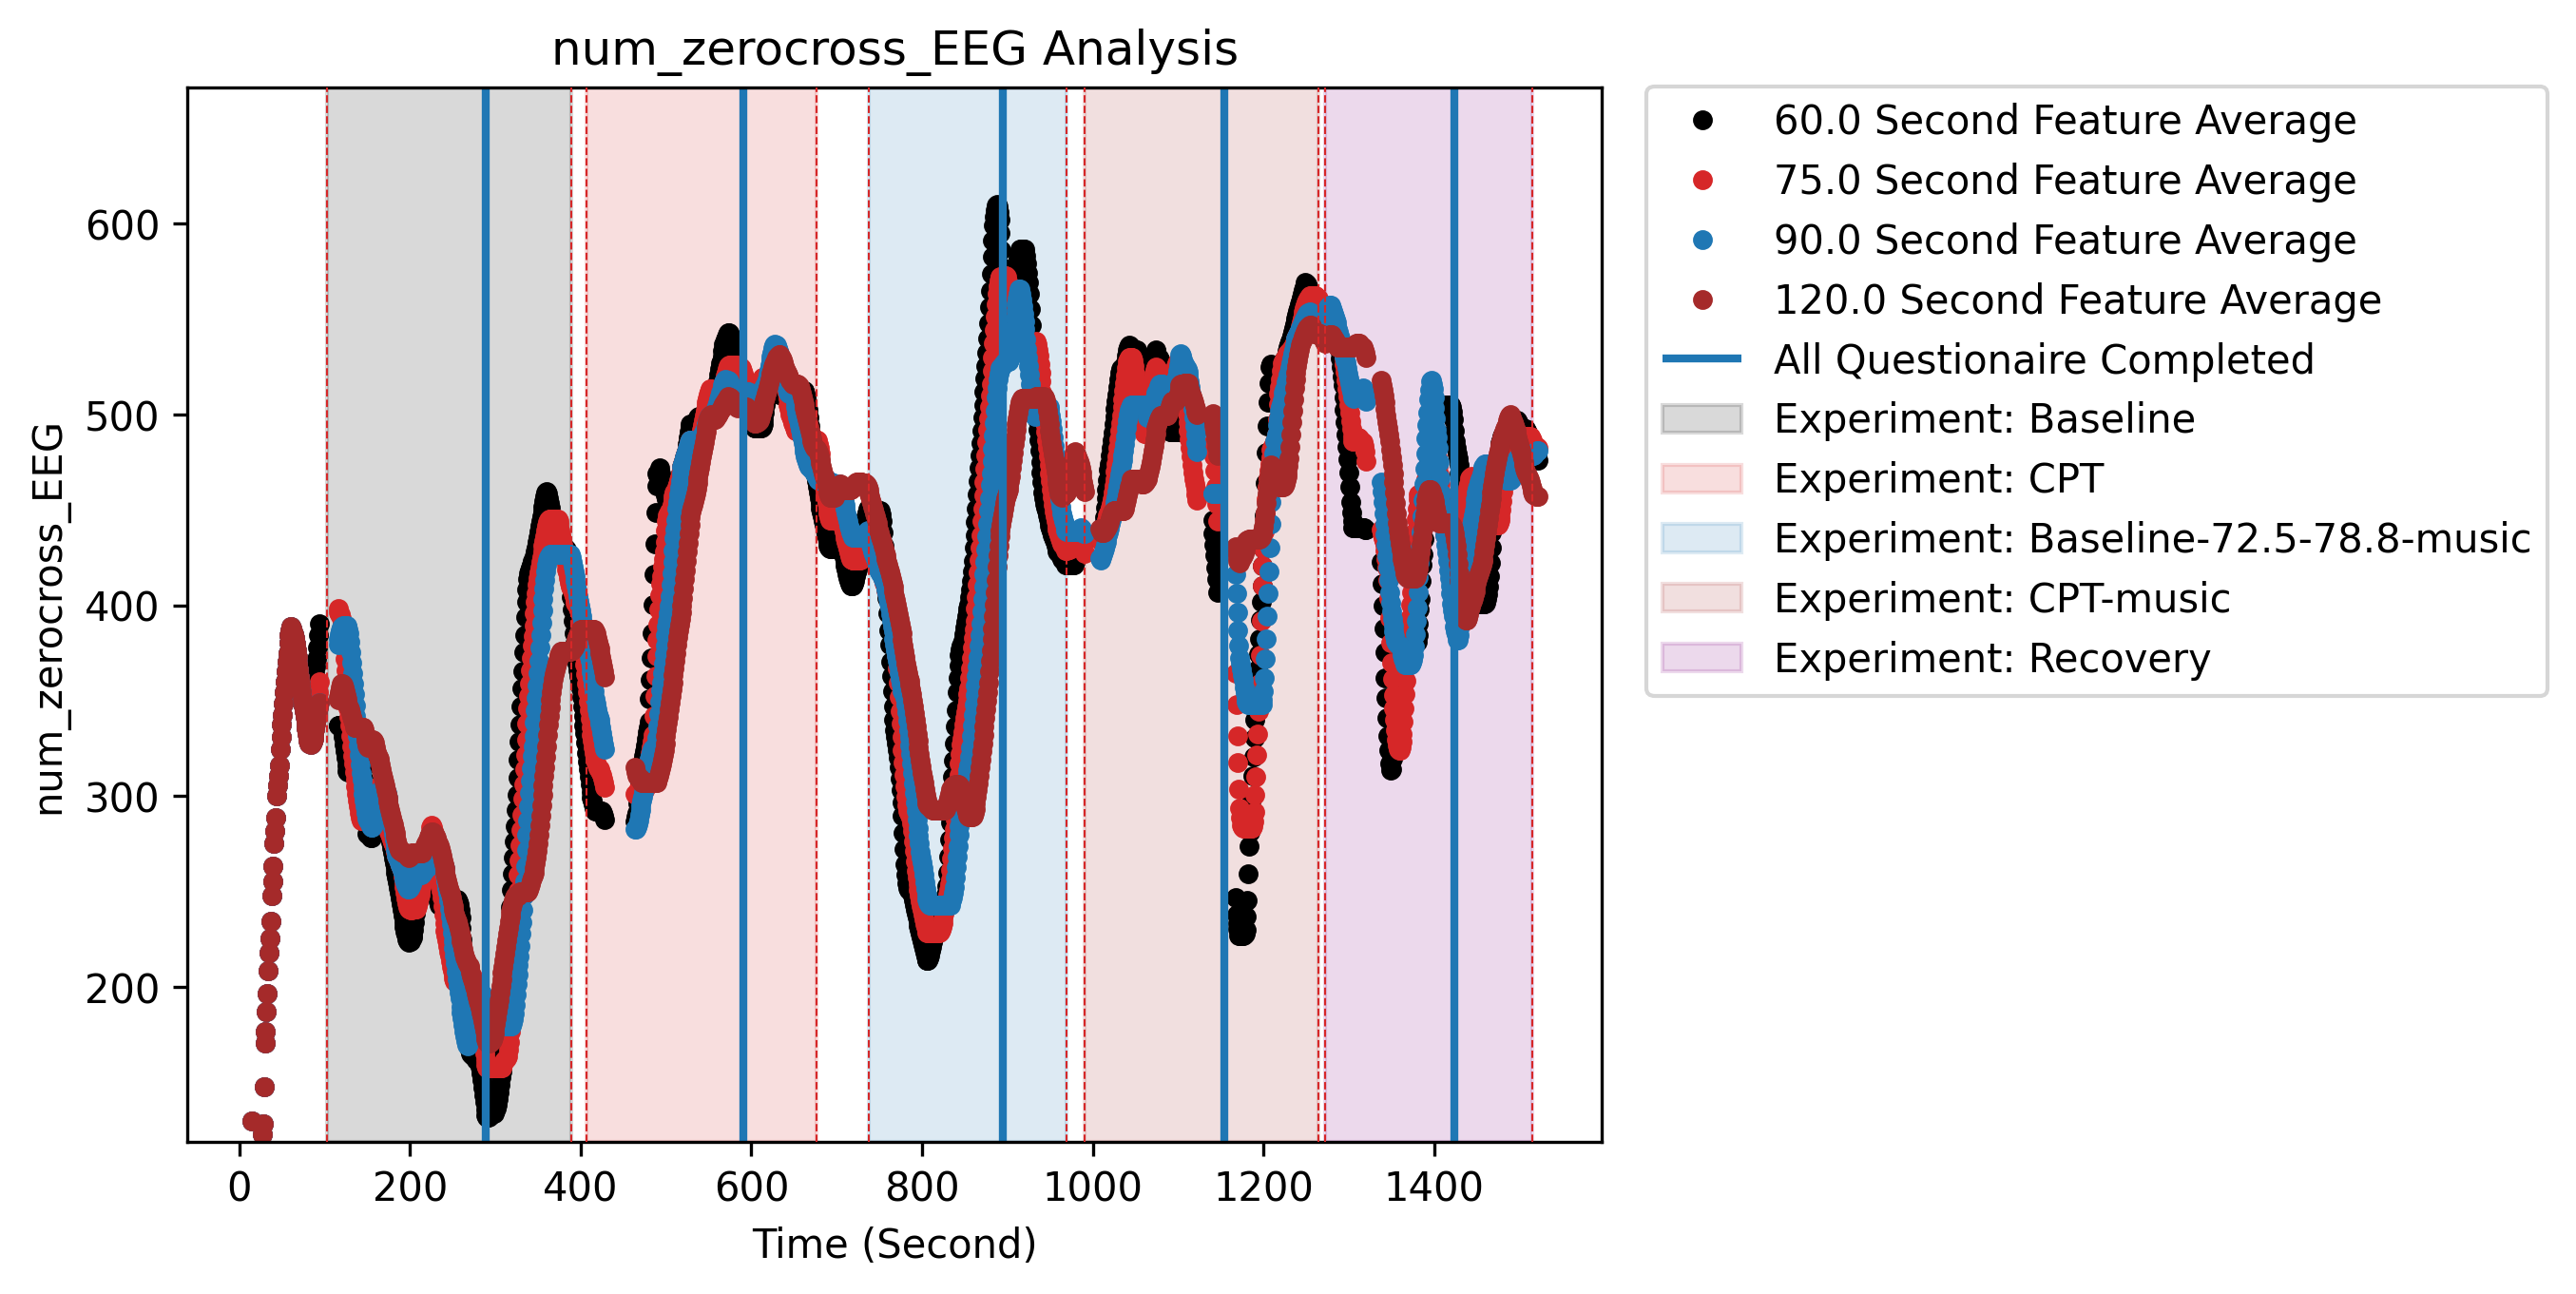 num_zerocross_EEG Analysis
num_zerocross_EEG
600
500
400
300
200
0 200 400 600 800 1000 1200 1400
Time (Second)
60.0 Second Feature Average
75.0 Second Feature Average
90.0 Second Feature Average
120.0 Second Feature Average
All Questionaire Completed
Experiment: Baseline
Experiment: CPT
Experiment: Baseline-72.5-78.8-music
Experiment: CPT-music
Experiment: Recovery